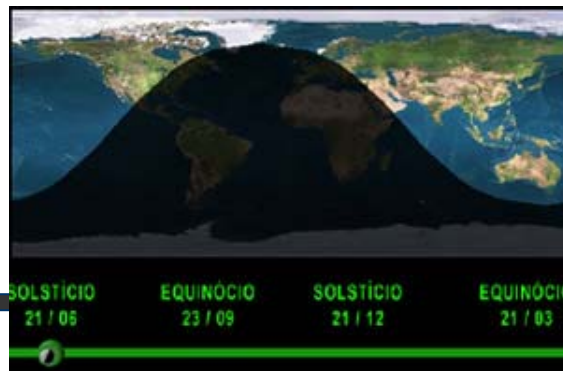 SOLSTÍCIO EQUINÓCIO SOLSTÍCIO EQUINÓCI
21 / 06 23 / 09 21 / 12 21 / 03